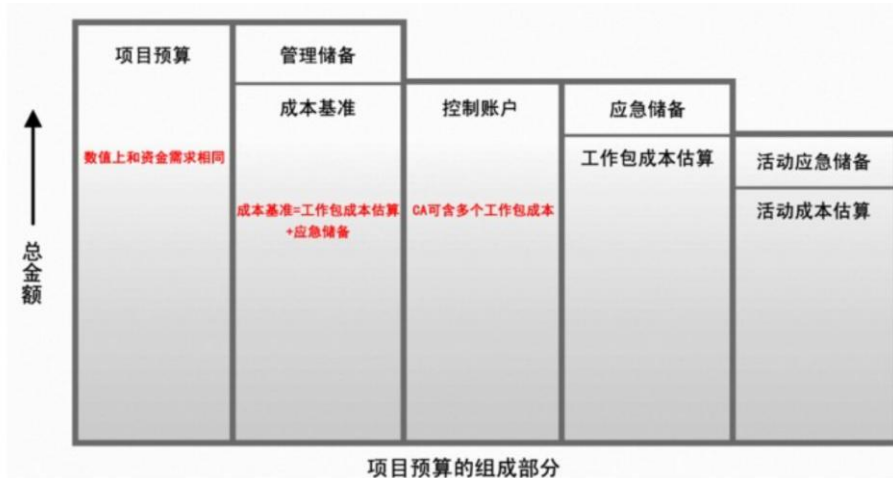 项目预算
数值上和资金需求相同
管理储备
成本基准
成本基准=工作包成本估算
+应急储备
控制账户
CA可含多个工作包成本
应急储备
工作包成本估算
活动应急储备
活动成本估算
总金额
项目预算的组成部分